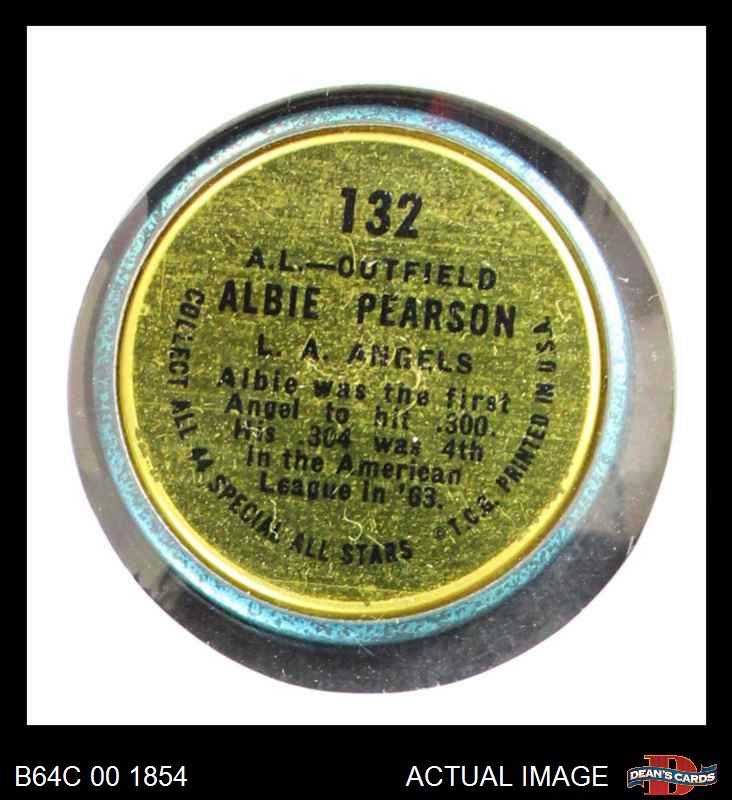 132
A.L.—OUTFIELD
ALBIE PEARSON
L. A. ANGELS
Albie was the first
Angel to hit .300.
His .304 was 4th
in the American
League in '63.
COLLECT ALL 44 SPECIAL ALL STARS
©T.C.G. PRINTED IN U.S.A.
B64C 00 1854
ACTUAL IMAGE
D
DEAN'S CARDS